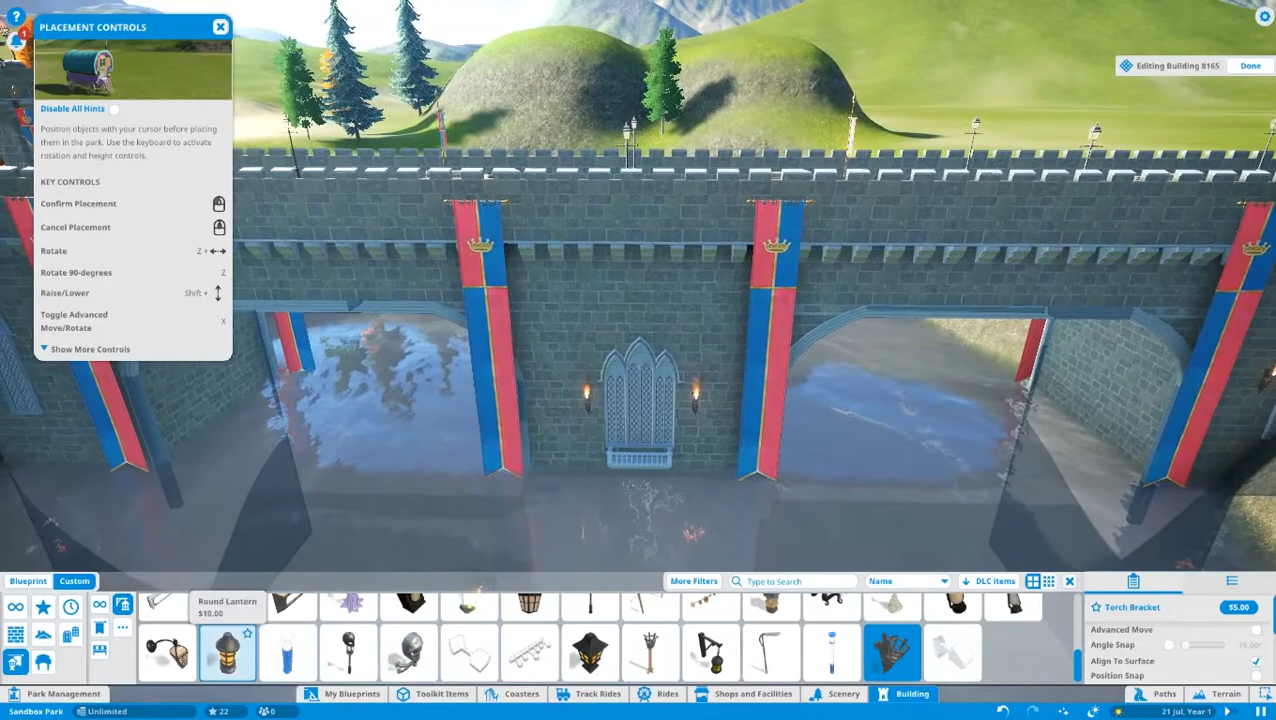 ?
1
PLACEMENT CONTROLS
Disable All Hints
Position objects with your cursor before placing
them in the park. Use the keyboard to activate
rotation and height controls.
KEY CONTROLS
Confirm Placement
Cancel Placement
Rotate Z +
Rotate 90-degrees Z
Raise/Lower Shift +
Toggle Advanced
Move/Rotate X
Show More Controls
Editing Building 8165 Done
Blueprint Custom
More Filters Type to Search Name DLC items
Round Lantern
$10.00
Torch Bracket $5.00
Advanced Move
Angle Snap 15.00°
Align To Surface
Position Snap
Park Management My Blueprints Toolkit Items Coasters Track Rides Rides Shops and Facilities Scenery Building Paths Terrain
Sandbox Park Unlimited 22 0 21 Jul, Year 1